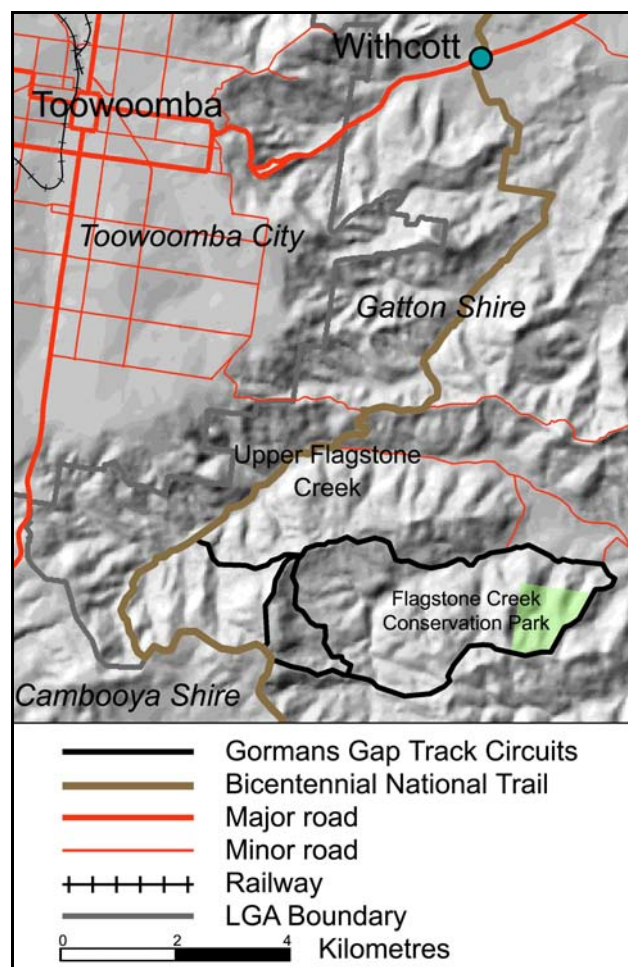 Withcott
Toowoomba
Toowoomba City
Gatton Shire
Upper Flagstone
Creek
Flagstone Creek
Conservation Park
Cambooya Shire
Gormans Gap Track Circuits
Bicentennial National Trail
Major road
Minor road
Railway
LGA Boundary
0 2 4
Kilometres